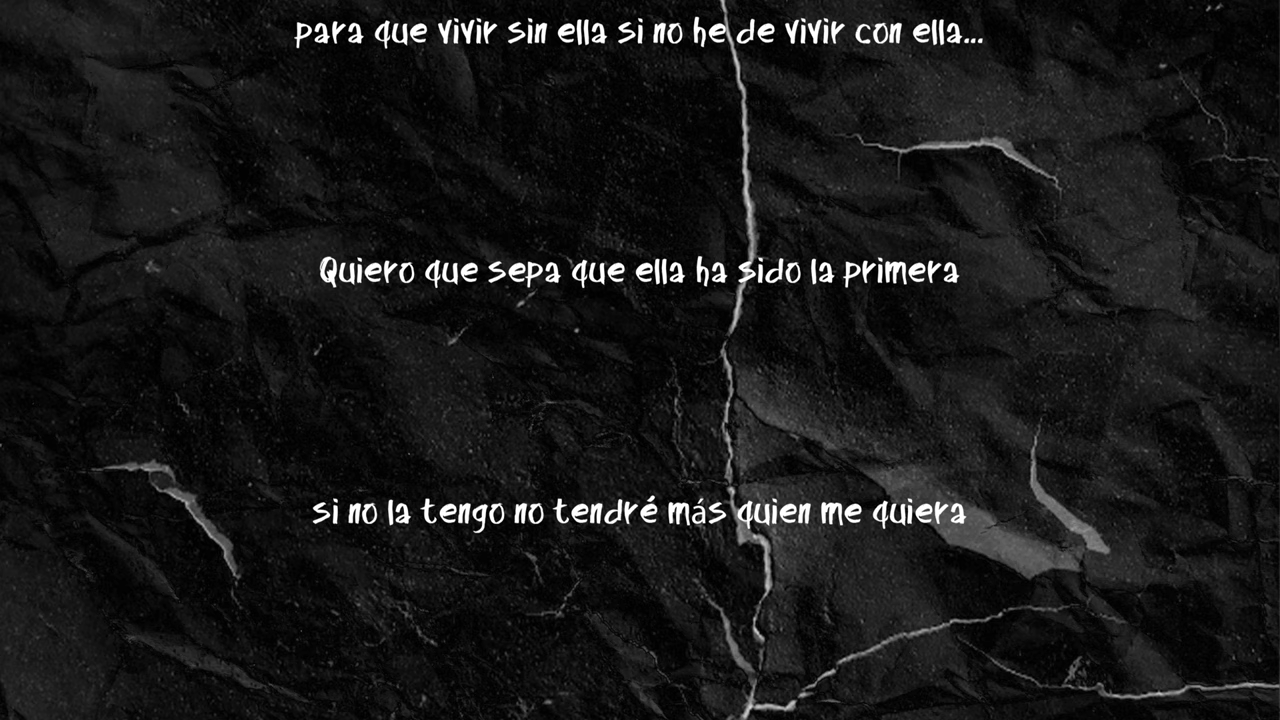 para que vivir sin ella si no he de vivir con ella...
Quiero que sepa que ella ha sido la primera
si no la tengo no tendré más quien me quiera